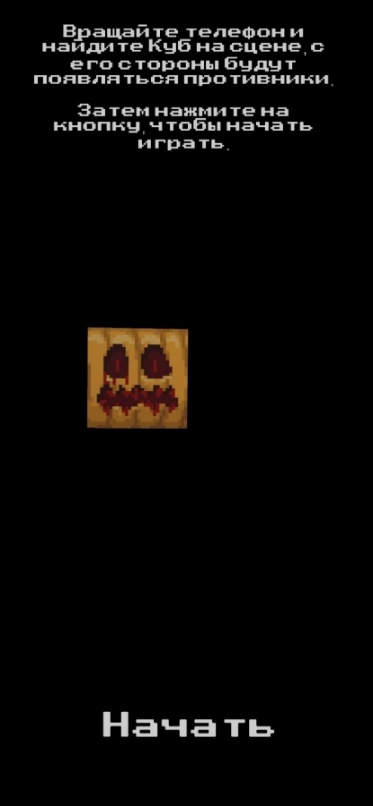 Вращайте телефон и
найдите Куб на сцене, с
его стороны будут
появляться противники.
Затем нажмите на
кнопку, чтобы начать
играть.
Начать